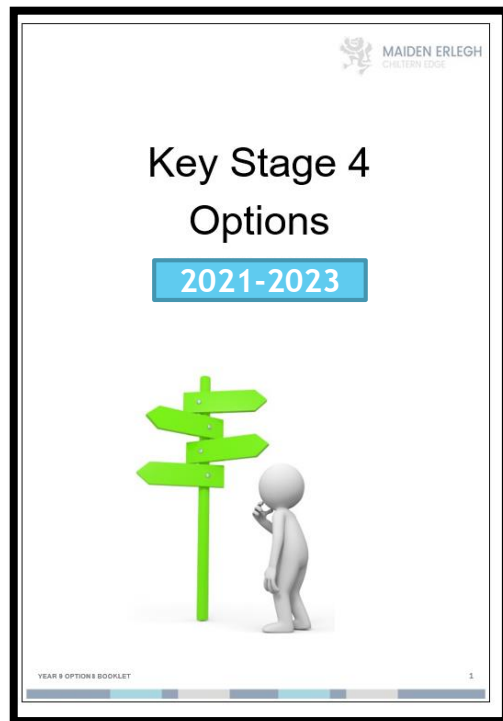 MAIDEN ERLEGH
CHILTERN EDGE
Key Stage 4
Options
2021-2023
YEAR 9 OPTIONS BOOKLET 1